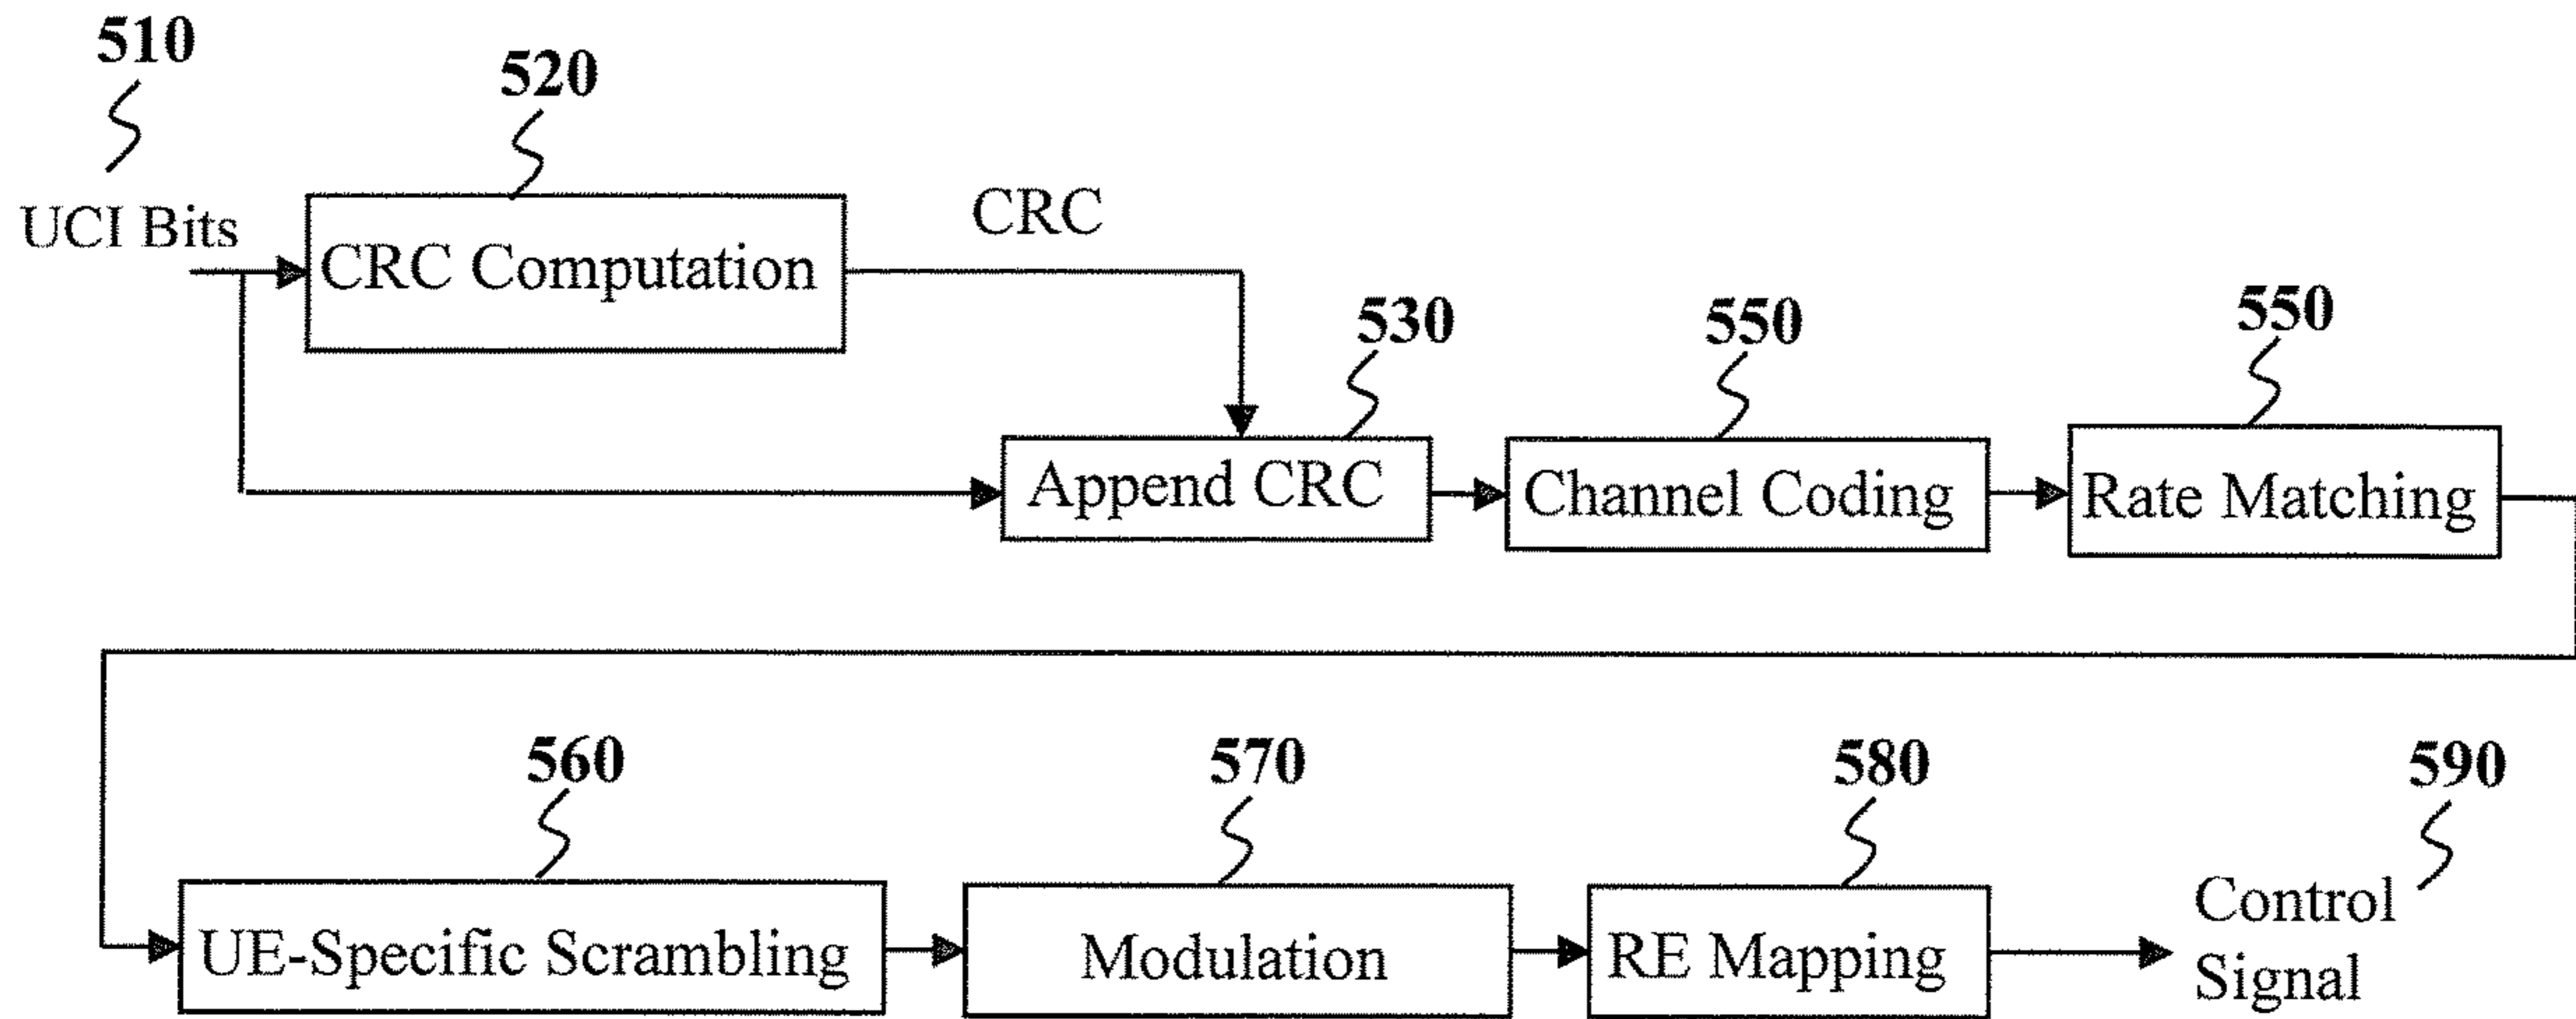 510
520
UCI Bits
CRC Computation
CRC
530
550
550
Append CRC
Channel Coding
Rate Matching
560
570
580
590
UE-Specific Scrambling
Modulation
RE Mapping
Control
Signal